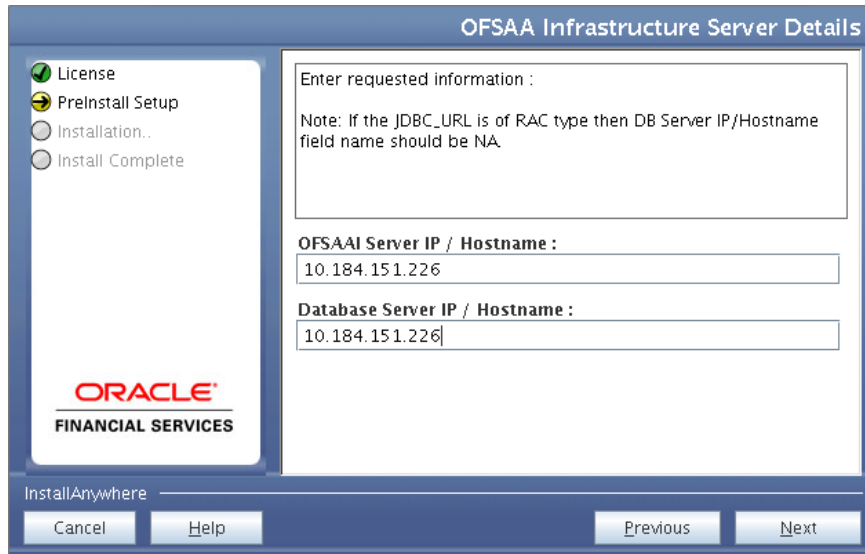 OFSAA Infrastructure Server Details
License
PreInstall Setup
Installation..
Install Complete
ORACLE®
FINANCIAL SERVICES
Enter requested information :
Note: If the JDBC_URL is of RAC type then DB Server IP/Hostname
field name should be NA.
OFSAAI Server IP / Hostname :
10.184.151.226
Database Server IP / Hostname :
10.184.151.226
InstallAnywhere
Cancel
Help
Previous
Next